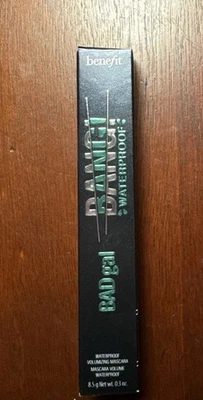 benefit
BADgal
BANG!
WATERPROOF
WATERPROOF
VOLUMIZING MASCARA
MASCARA VOLUME
WATERPROOF
8.5 g Net wt. 0.3 oz.